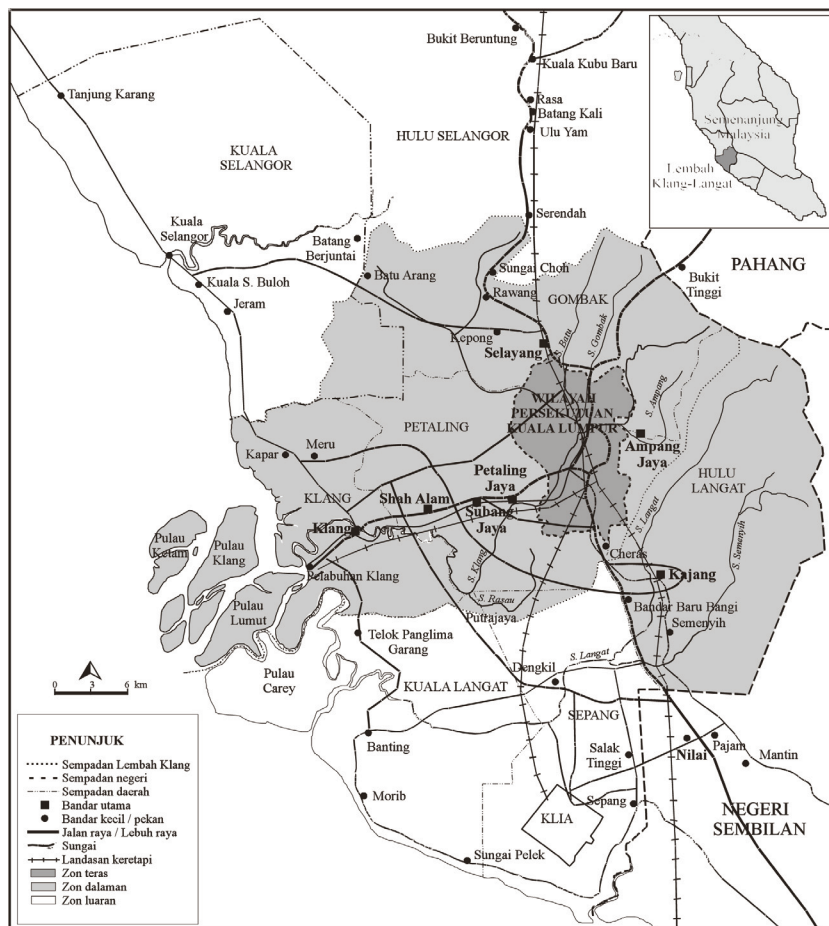 Bukit Beruntung
Kuala Kubu Baru
Tanjung Karang
Rasa
Batang Kali
Ulu Yam
HULU SELANGOR
KUALA
SELANGOR
Semenanjung
Malaysia
Lembah
Klang-Langat
Serendah
Kuala
Selangor
Batang
Berjuntai
Batu Arang
Sungai Choh
Rawang
GOMBAK
Bukit
Tinggi
PAHANG
Kuala S. Buloh
Jeram
Kepong
Selayang
S. Batu
S. Gombak
WILAYAH
PERSEKUTUAN
KUALA LUMPUR
S. Ampang
Ampang
Jaya
PETALING
Kapar
Meru
Petaling
Jaya
HULU
LANGAT
KLANG
Shah Alam
Subang
Jaya
Klang
S. Langat
S. Semenyih
Pulau
Ketam
Pulau
Klang
Cheras
Pelabuhan Klang
S. Klang
Kajang
S. Rasau
Pulau
Lumut
Putrajaya
Bandar Baru Bangi
Semenyih
Telok Panglima
Garang
S. Langat
Pulau
Carey
Dengkil
KUALA LANGAT
0 3 6 km
SEPANG
Banting
Salak
Tinggi
Nilai
Pajam
Mantin
Morib
Sepang
KLIA
NEGERI
SEMBILAN
Sungai Pelek
PENUNJUK
Sempadan Lembah Klang
Sempadan negeri
Sempadan daerah
Bandar utama
Bandar kecil / pekan
Jalan raya / Lebuh raya
Sungai
Landasan keretapi
Zon teras
Zon dalaman
Zon luaran